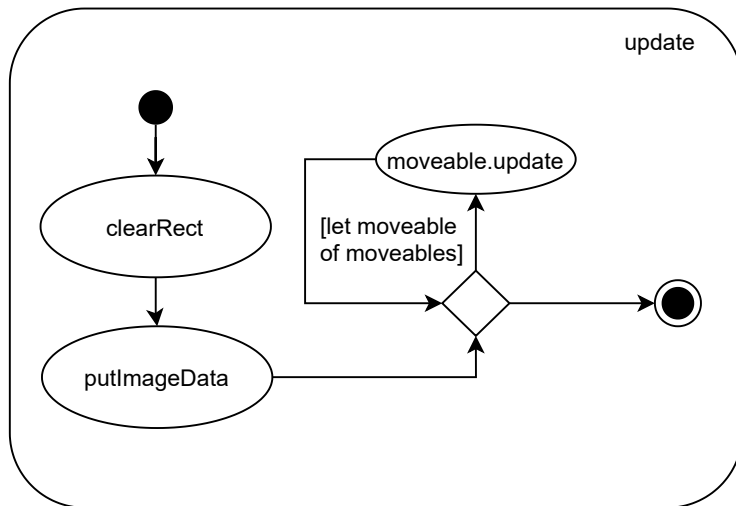 update
moveable.update
clearRect
[let moveable
of moveables]
putImageData